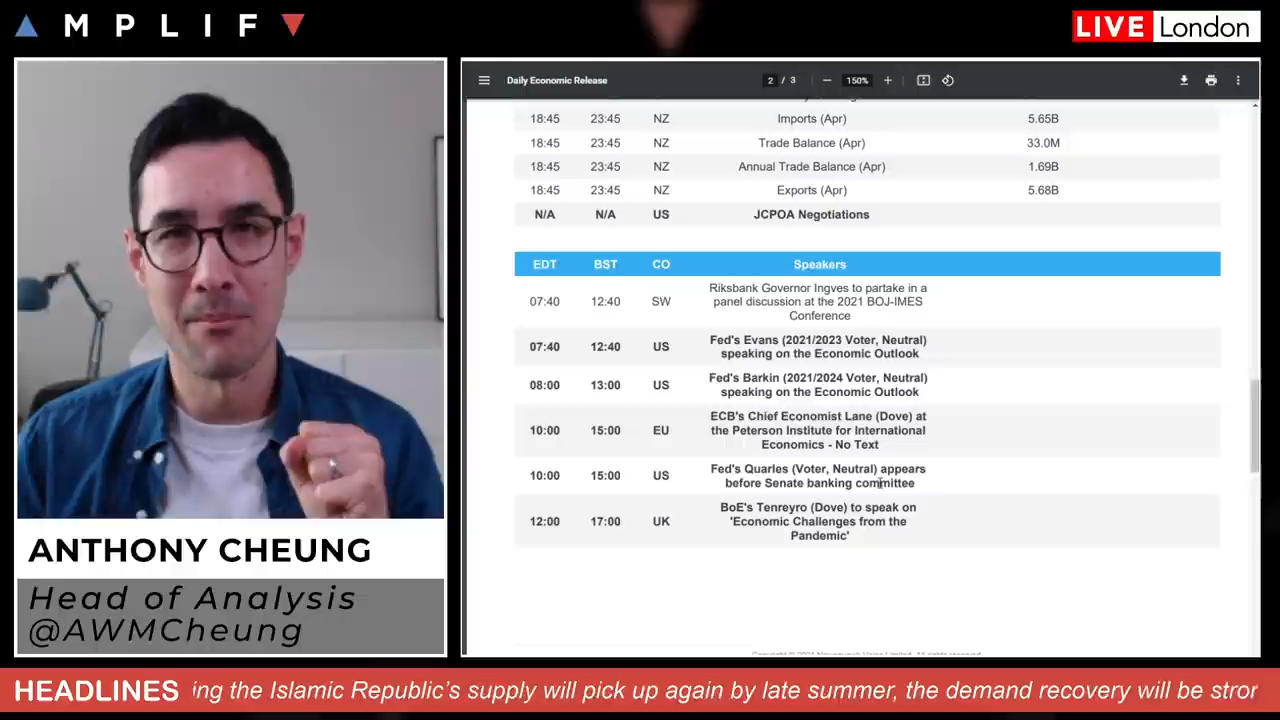 AMPLIFY
LIVE London
Daily Economic Release
2 / 3
150%
18:45 23:45 NZ Imports (Apr) 5.65B
18:45 23:45 NZ Trade Balance (Apr) 33.0M
18:45 23:45 NZ Annual Trade Balance (Apr) 1.69B
18:45 23:45 NZ Exports (Apr) 5.68B
N/A N/A US JCPOA Negotiations
EDT BST CO Speakers
07:40 12:40 SW Riksbank Governor Ingves to partake in a
panel discussion at the 2021 BOJ-IMES
Conference
07:40 12:40 US Fed's Evans (2021/2023 Voter, Neutral)
speaking on the Economic Outlook
08:00 13:00 US Fed's Barkin (2021/2024 Voter, Neutral)
speaking on the Economic Outlook
10:00 15:00 EU ECB's Chief Economist Lane (Dove) at
the Peterson Institute for International
Economics - No Text
10:00 15:00 US Fed's Quarles (Voter, Neutral) appears
before Senate banking committee
12:00 17:00 UK BoE's Tenreyro (Dove) to speak on
'Economic Challenges from the
Pandemic'
ANTHONY CHEUNG
Head of Analysis
@AWMCheung
HEADLINES ing the Islamic Republic's supply will pick up again by late summer, the demand recovery will be stror